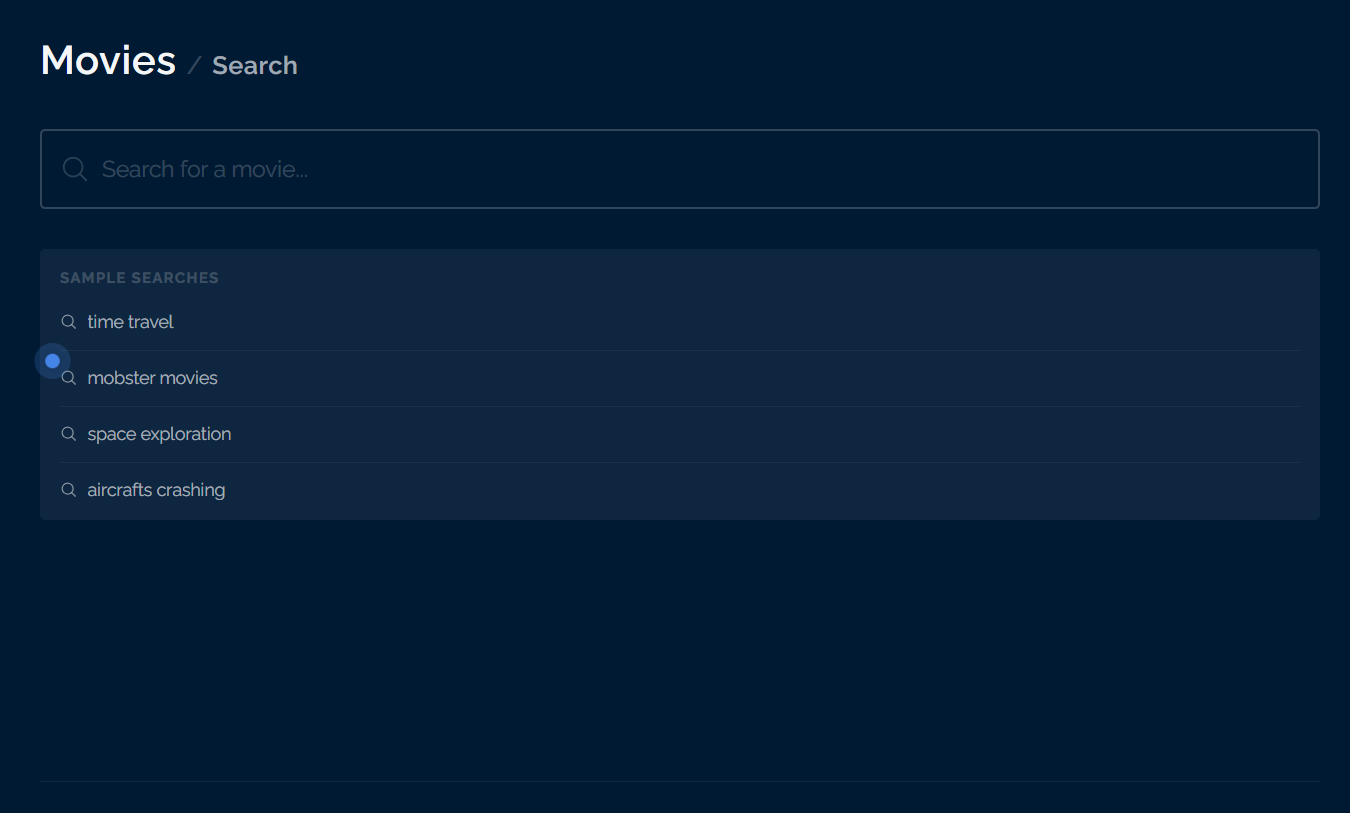 Movies / Search
Search for a movie...
SAMPLE SEARCHES
time travel
mobster movies
space exploration
aircrafts crashing